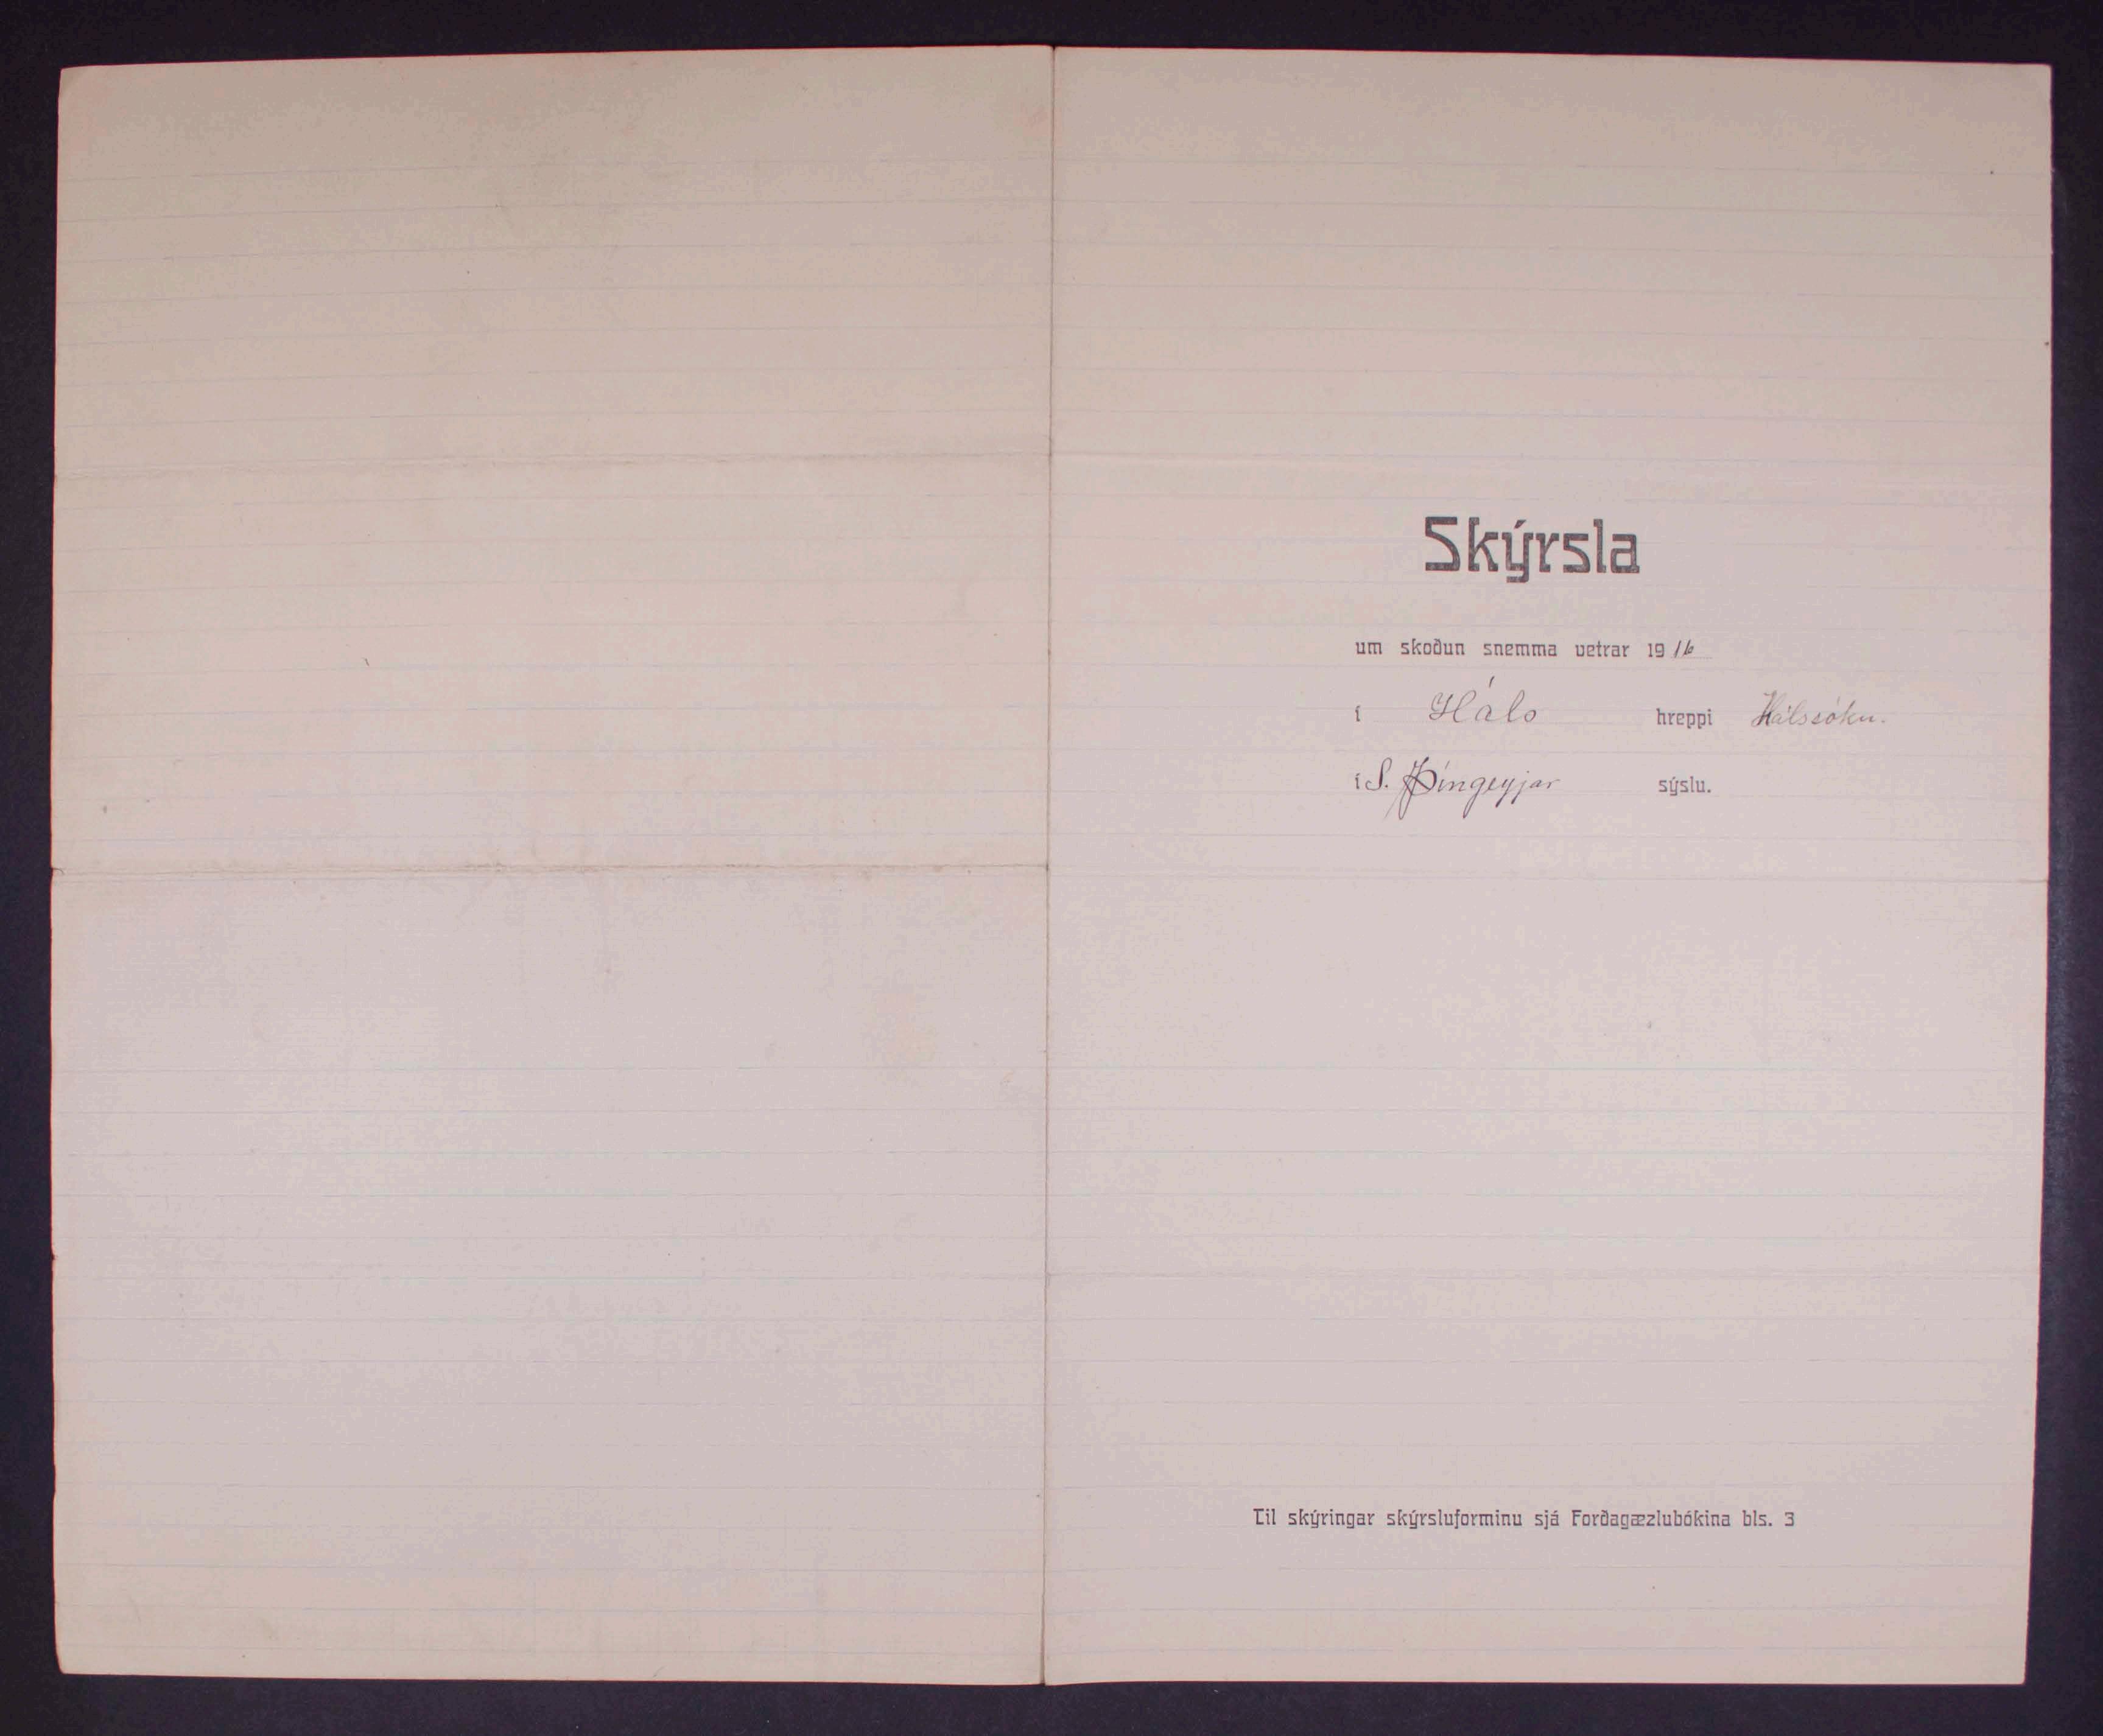 Skýrsla
um skoðun snemma vetrar 1916
í Háls hreppi Hálssókn.
í S. Þingeyjar sýslu.
Til skýringar skýrsluforminu sjá Forðagæzlubókina bls. 3